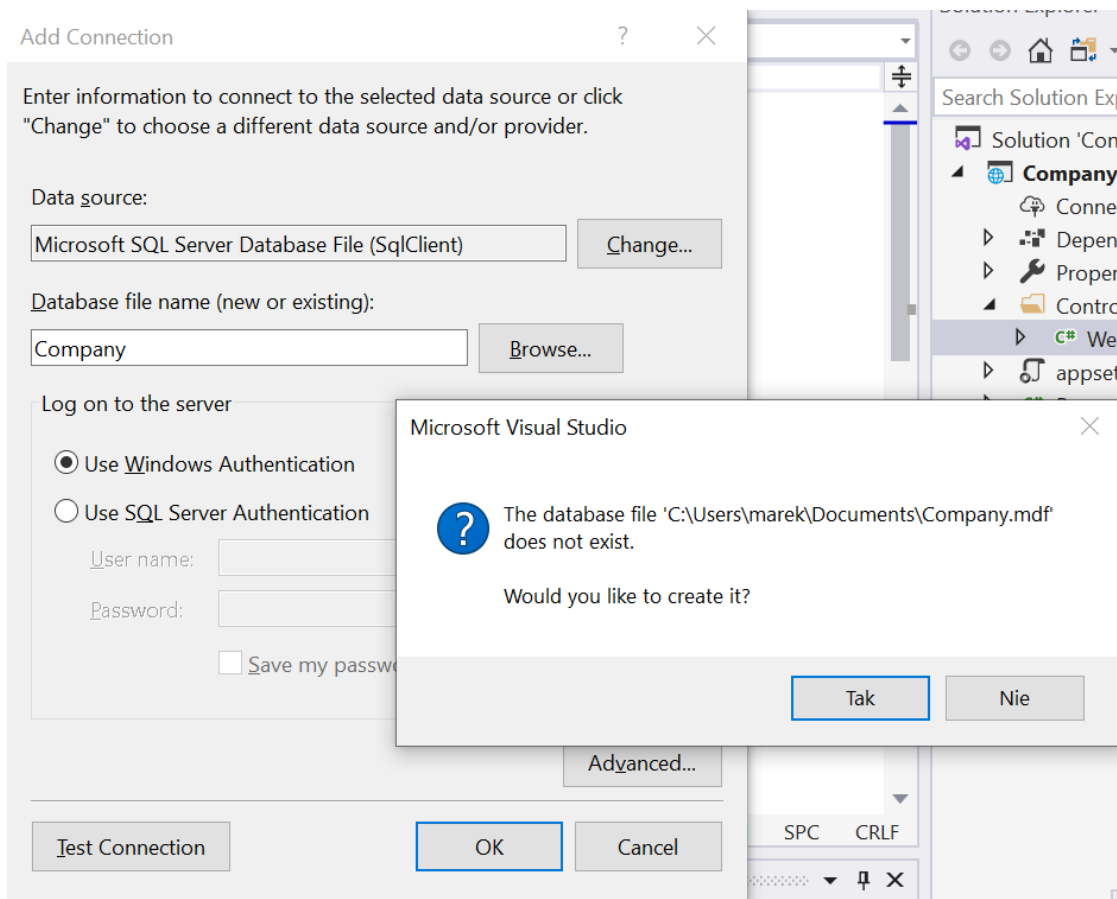 Add Connection
?
Enter information to connect to the selected data source or click
"Change" to choose a different data source and/or provider.
Data source:
Microsoft SQL Server Database File (SqlClient)
Change...
Database file name (new or existing):
Company
Browse...
Log on to the server
Use Windows Authentication
Use SQL Server Authentication
User name:
Password:
Save my passw
Advanced...
Test Connection
OK
Cancel
Microsoft Visual Studio
?
The database file 'C:\Users\marek\Documents\Company.mdf'
does not exist.
Would you like to create it?
Tak
Nie
SPC
CRLF
Search Solution Ex
Solution 'Con
Company
Conne
Depen
Proper
Contro
C# We
appset